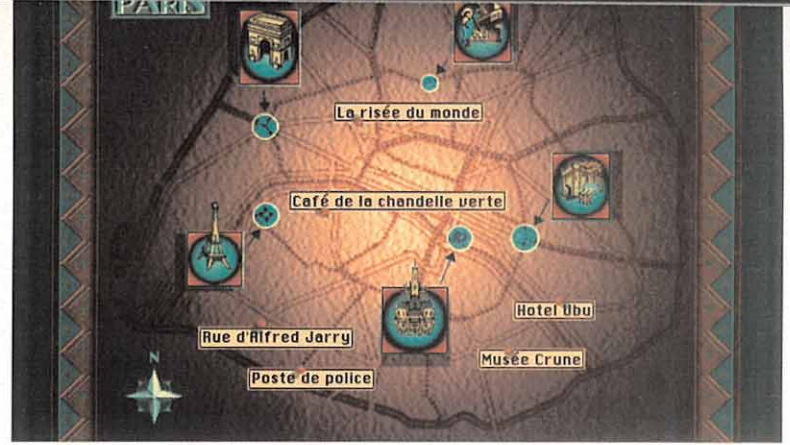 PARIS
La risée du monde
Café de la chandelle verte
Hotel Ubu
Rue d'Alfred Jarry
Musée Crune
Poste de police
N